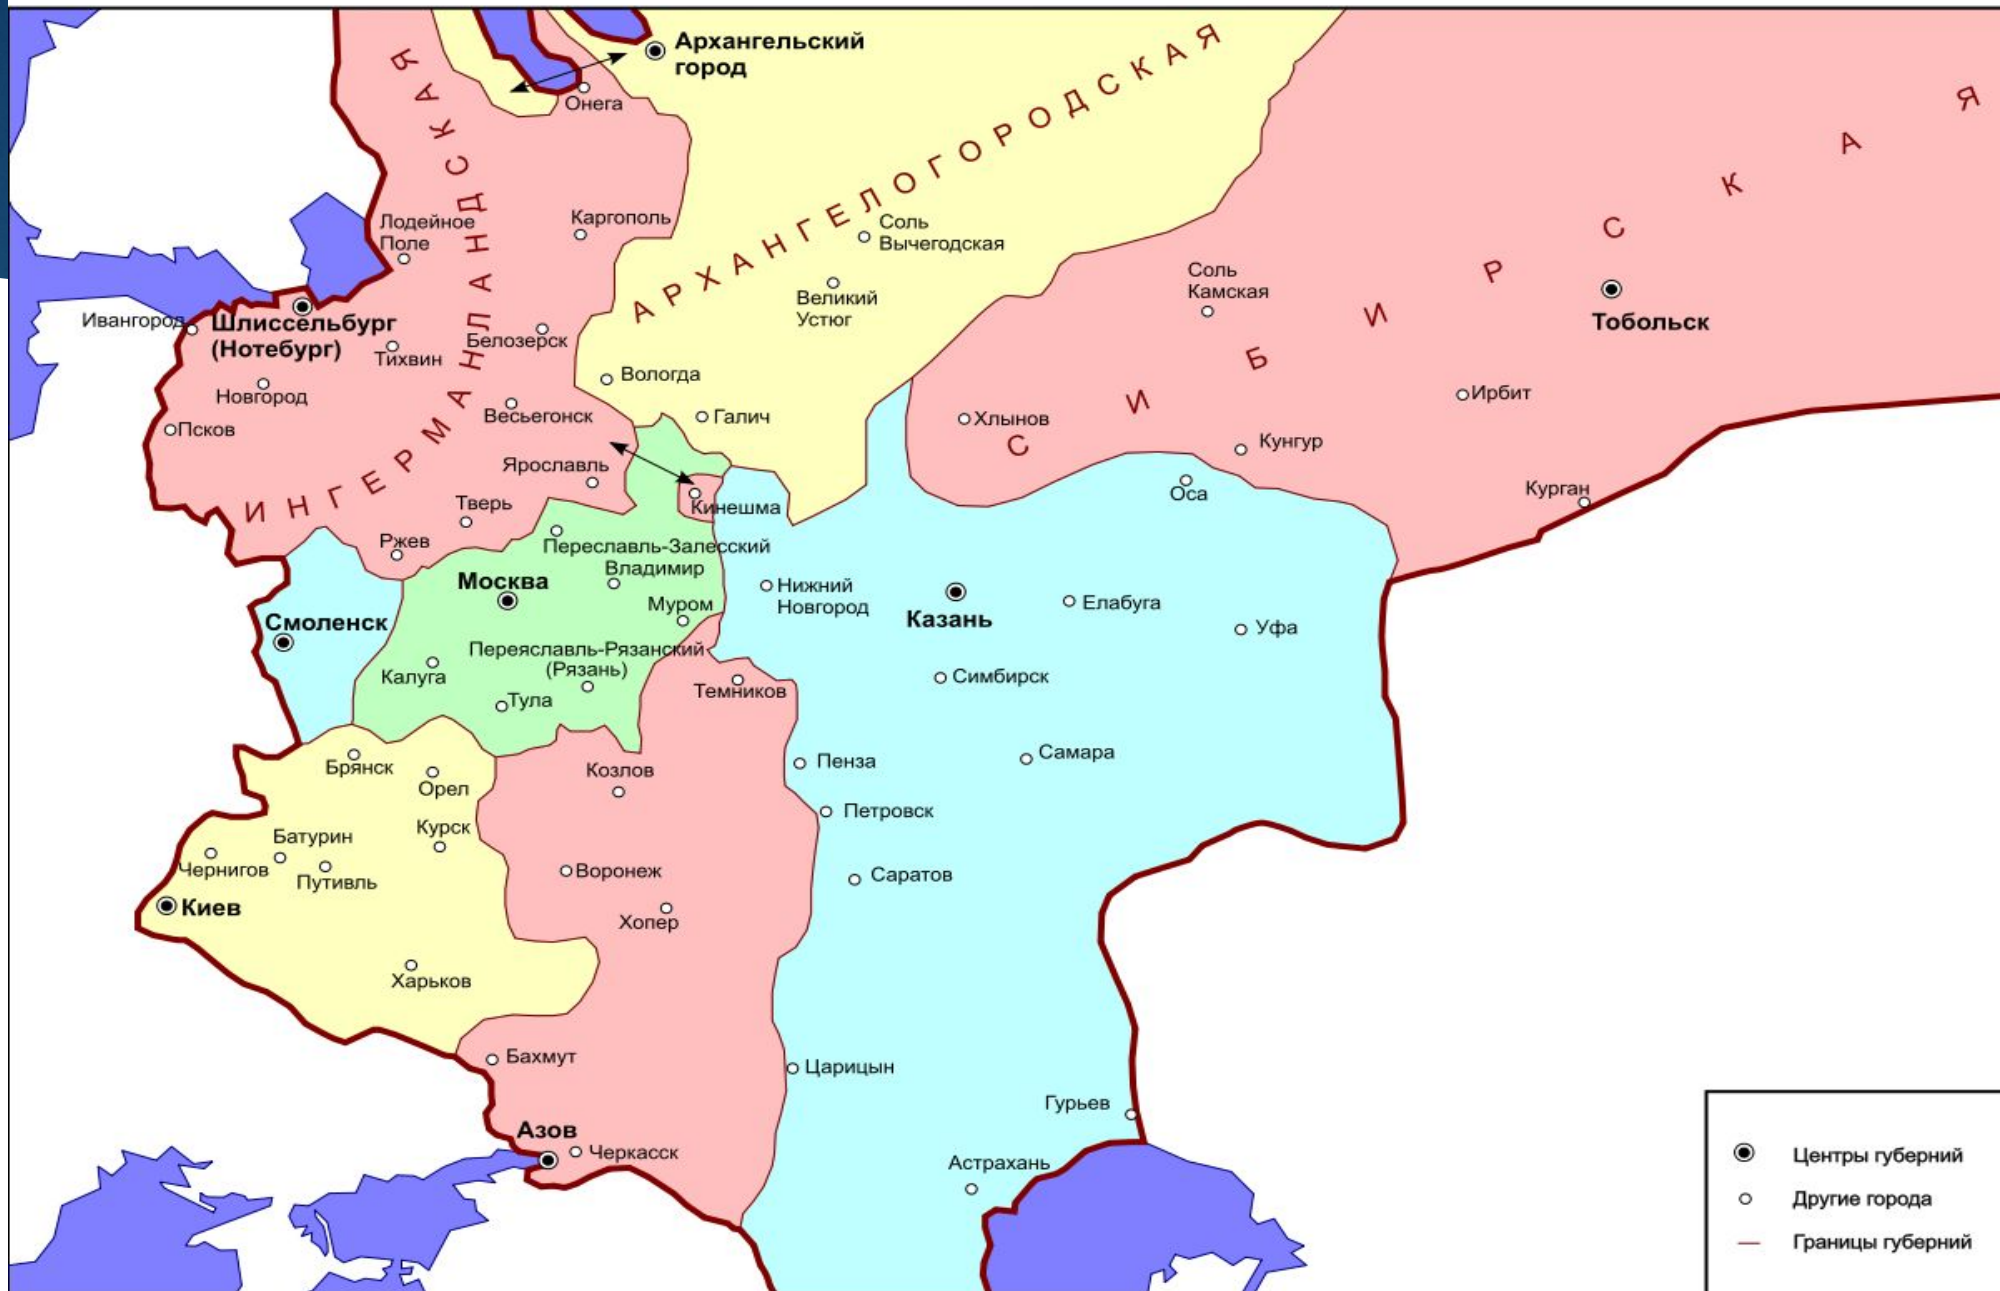 Архангельский
город
Онега
ИНГЕРМАНЛАНДСКАЯ
АРХАНГЕЛОГОРОДСКАЯ
СИБИРСКАЯ
Лодейное
Поле
Каргополь
Соль
Вычегодская
Великий
Устюг
Соль
Камская
Тобольск
Ивангород
Шлиссельбург
(Нотебург)
Тихвин
Белозерск
Новгород
Вологда
Весьегонск
Галич
Псков
Хлынов
Ирбит
Кунгур
Ярославль
Кинешма
Оса
Курган
Тверь
Ржев
Переславль-Залесский
Владимир
Москва
Муром
Нижний
Новгород
Казань
Елабуга
Уфа
Смоленск
Переяславль-Рязанский
(Рязань)
Калуга
Тула
Темников
Симбирск
Брянск
Орел
Козлов
Пенза
Самара
Петровск
Батурин
Курск
Чернигов
Путивль
Воронеж
Саратов
Киев
Хопер
Харьков
Бахмут
Царицын
Гурьев
Азов
Черкасск
Астрахань
Центры губерний
Другие города
Границы губерний